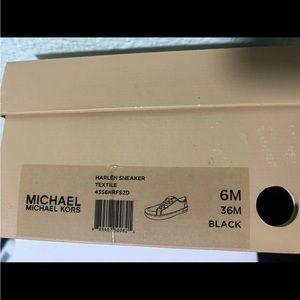 HARLEN SNEAKER
TEXTILE
43S6HRFS2D
MICHAEL
MICHAEL KORS
6M
36M
BLACK